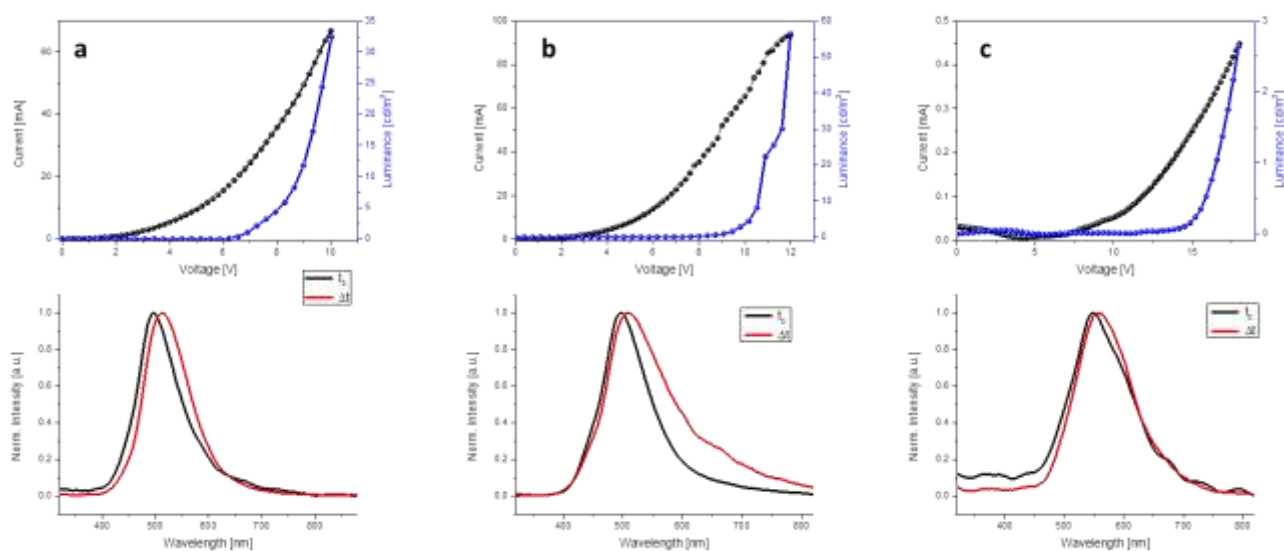 a
Current [mA]
60
40
20
0
35
30
25
20
15
10
5
0
Luminance [cd/m²]
0 2 4 6 8 10
Voltage [V]
b
Current [mA]
100
80
60
40
20
0
60
50
40
30
20
10
0
Luminance [cd/m²]
0 2 4 6 8 10 12
Voltage [V]
c
Current [mA]
0.5
0.4
0.3
0.2
0.1
0.0
3
2
1
0
Luminance [cd/m²]
0 5 10 15
Voltage [V]
Δt
Norm. Intensity [a.u.]
1.0
0.8
0.6
0.4
0.2
0.0
400 500 600 700 800
Wavelength [nm]
Δt
Norm. Intensity [a.u.]
1.0
0.8
0.6
0.4
0.2
0.0
400 500 600 700 800
Wavelength [nm]
Δt
Norm. Intensity [a.u.]
1.0
0.8
0.6
0.4
0.2
0.0
400 500 600 700 800
Wavelength [nm]